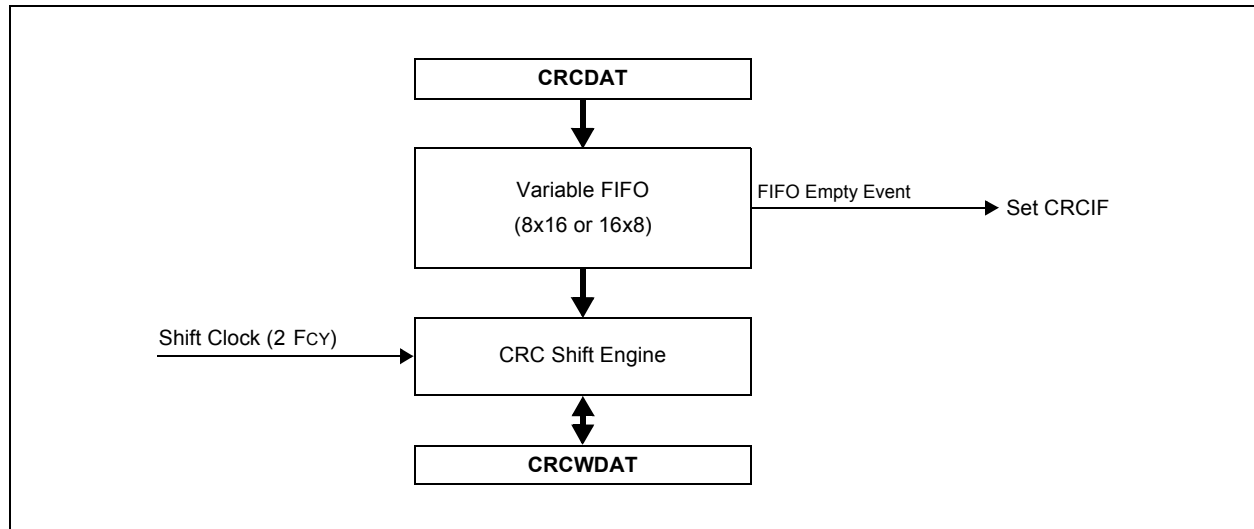 CRCDAT
Variable FIFO
(8x16 or 16x8)
FIFO Empty Event
Set CRCIF
Shift Clock (2 FCY)
CRC Shift Engine
CRCWDAT